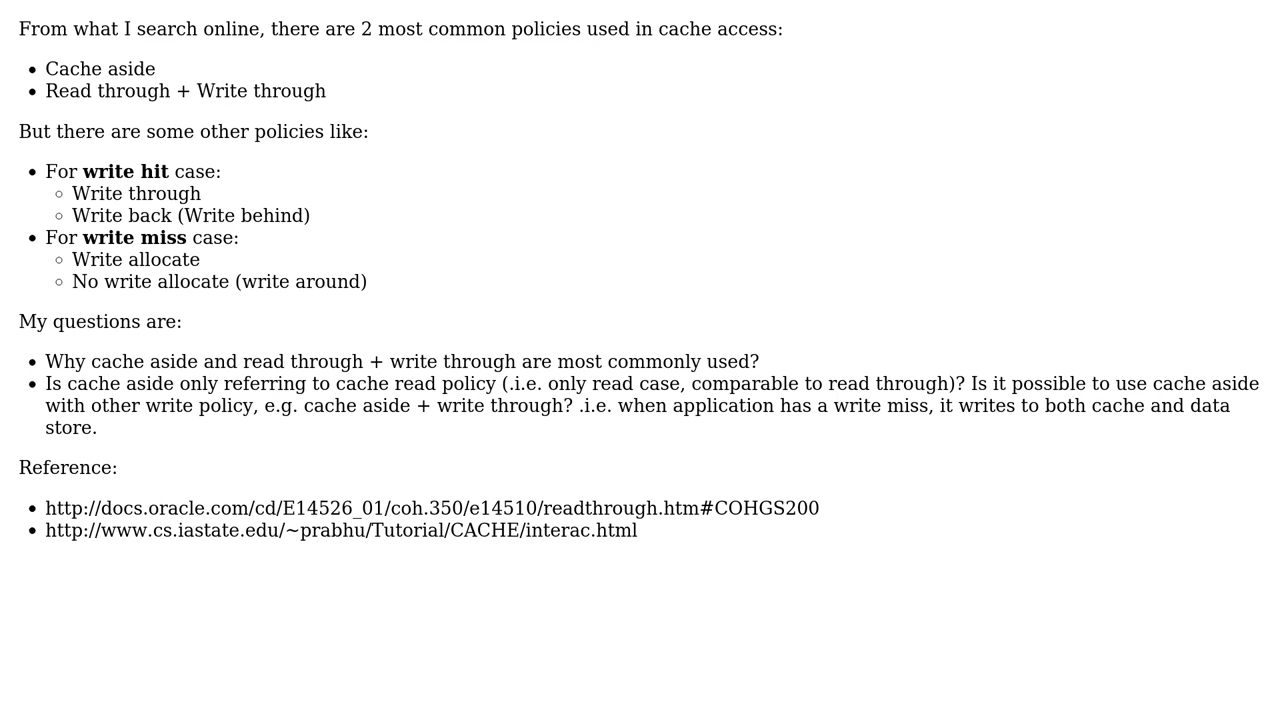 From what I search online, there are 2 most common policies used in cache access:
• Cache aside
• Read through + Write through
But there are some other policies like:
• For write hit case:
◦ Write through
◦ Write back (Write behind)
• For write miss case:
◦ Write allocate
◦ No write allocate (write around)
My questions are:
• Why cache aside and read through + write through are most commonly used?
• Is cache aside only referring to cache read policy (.i.e. only read case, comparable to read through)? Is it possible to use cache aside
with other write policy, e.g. cache aside + write through? .i.e. when application has a write miss, it writes to both cache and data
store.
Reference:
• http://docs.oracle.com/cd/E14526_01/coh.350/e14510/readthrough.htm#COHGS200
• http://www.cs.iastate.edu/~prabhu/Tutorial/CACHE/interac.html